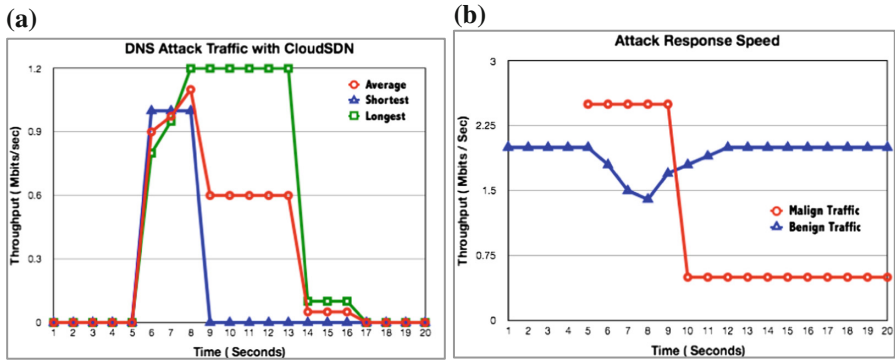 (a)
DNS Attack Traffic with CloudSDN
Throughput ( Mbits/sec)
1.2
0.9
0.6
0.3
0
Average
Shortest
Longest
1 2 3 4 5 6 7 8 9 10 11 12 13 14 15 16 17 18 19 20
Time ( Seconds)
(b)
Attack Response Speed
Throughput ( Mbits / Sec)
3
2.25
1.5
0.75
0
Malign Traffic
Benign Traffic
1 2 3 4 5 6 7 8 9 10 11 12 13 14 15 16 17 18 19 20
Time ( Seconds)